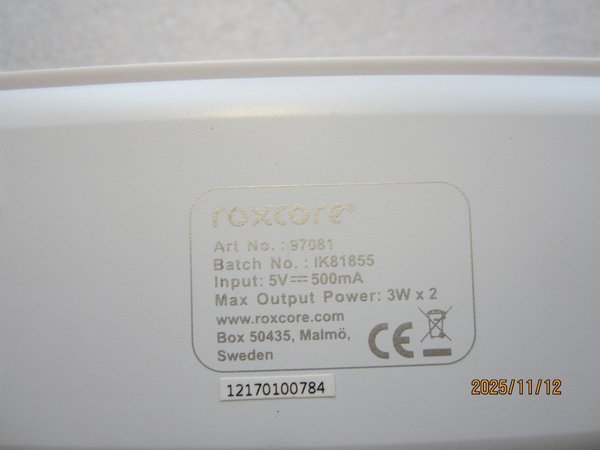 roxcore®
Art No. : 97081
Batch No. : IK81855
Input: 5V⎓500mA
Max Output Power: 3W x 2
www.roxcore.com
Box 50435, Malmö,
Sweden
CE
12170100784
2025/11/12